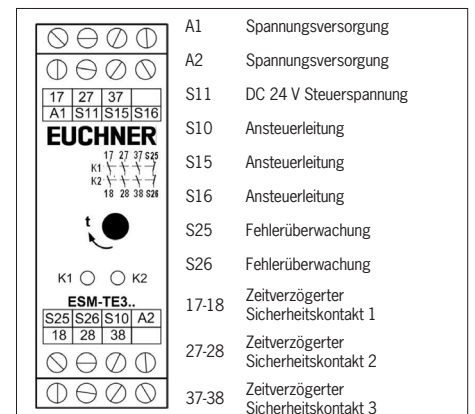 17 27 37
A1 S11 S15 S16
EUCHNER
17 27 37 S25
K1
K2
18 28 38 S26
t
K1 K2
ESM-TE3..
S25 S26 S10 A2
18 28 38
A1 Spannungsversorgung
A2 Spannungsversorgung
S11 DC 24 V Steuerspannung
S10 Ansteuerleitung
S15 Ansteuerleitung
S16 Ansteuerleitung
S25 Fehlerüberwachung
S26 Fehlerüberwachung
17-18 Zeitverzögerter
Sicherheitskontakt 1
27-28 Zeitverzögerter
Sicherheitskontakt 2
37-38 Zeitverzögerter
Sicherheitskontakt 3